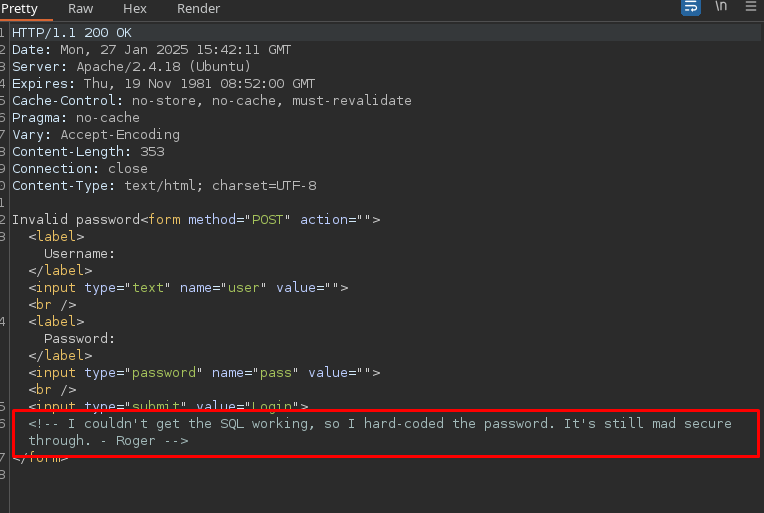 Pretty Raw Hex Render \n
1 HTTP/1.1 200 OK
2 Date: Mon, 27 Jan 2025 15:42:11 GMT
3 Server: Apache/2.4.18 (Ubuntu)
4 Expires: Thu, 19 Nov 1981 08:52:00 GMT
5 Cache-Control: no-store, no-cache, must-revalidate
6 Pragma: no-cache
7 Vary: Accept-Encoding
8 Content-Length: 353
9 Connection: close
0 Content-Type: text/html; charset=UTF-8
1
2 Invalid password<form method="POST" action="">
3 <label>
Username:
</label>
<input type="text" name="user" value="">
<br />
4 <label>
Password:
</label>
<input type="password" name="pass" value="">
<br />
5 <input type="submit" value="Login">
6 <!-- I couldn't get the SQL working, so I hard-coded the password. It's still mad secure
through. - Roger -->
7 </form>
8